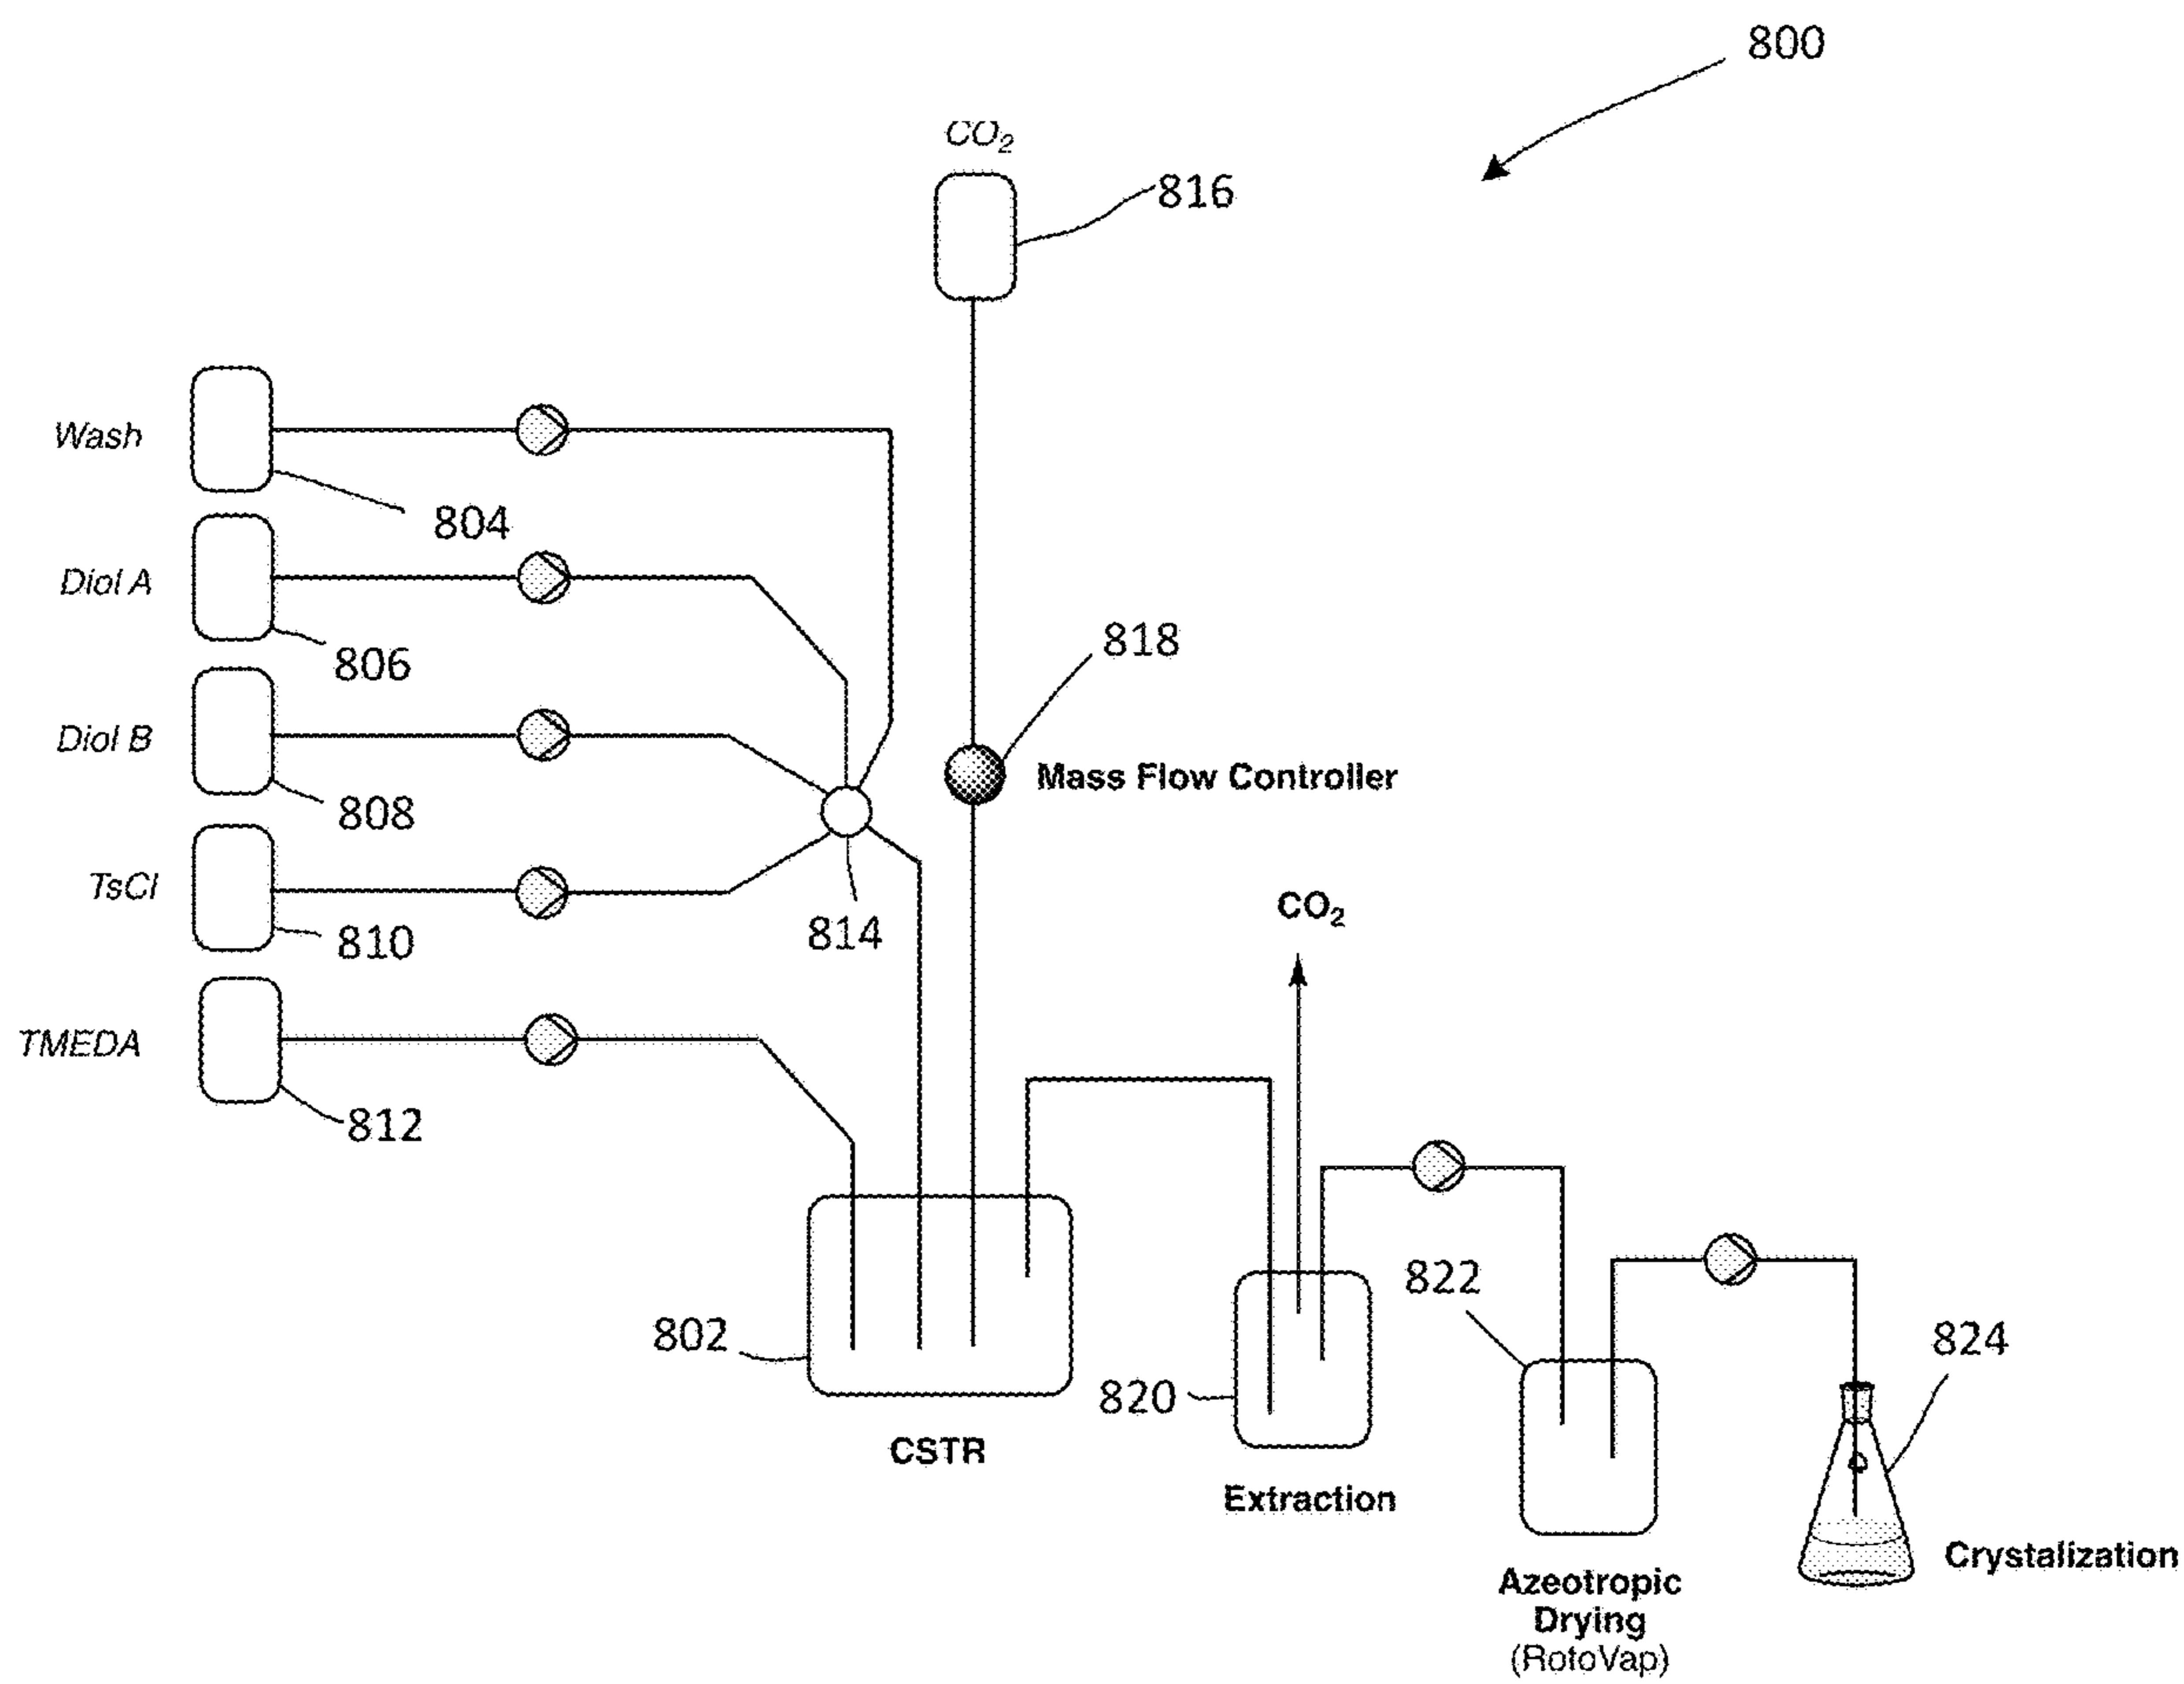 800
CO₂
816
Wash
804
Diol A
806
818
Diol B
Mass Flow Controller
808
TsCl
810
814
CO₂
TMEDA
812
822
802
824
820
CSTR
Extraction
Crystalization
Azeotropic
Drying
(RotoVap)